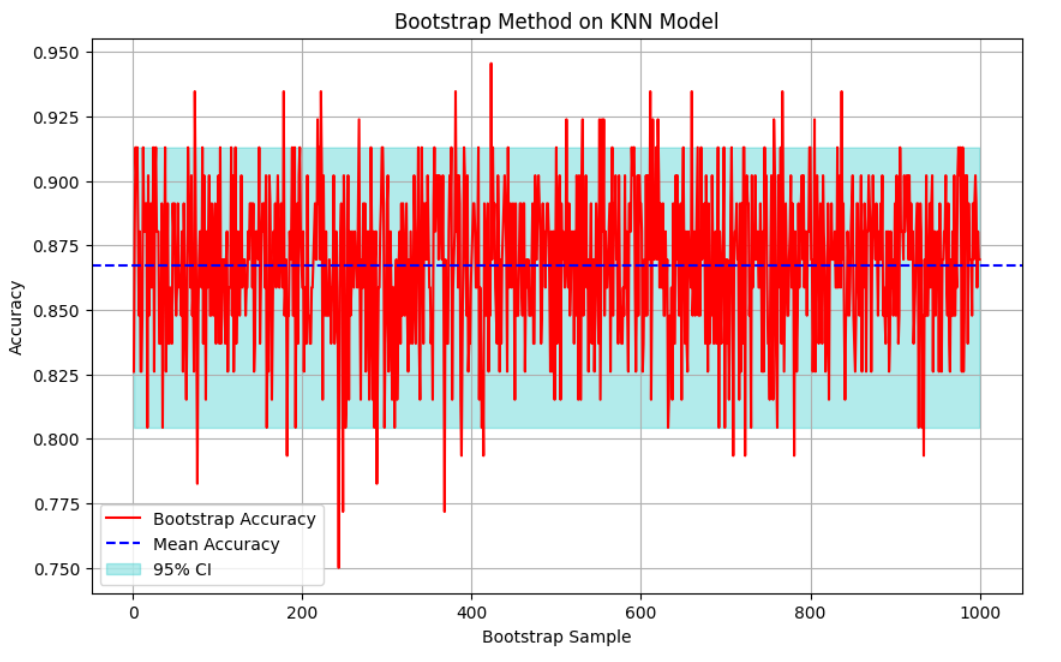 Bootstrap Method on KNN Model
Accuracy
0.950
0.925
0.900
0.875
0.850
0.825
0.800
0.775
0.750
Bootstrap Accuracy
Mean Accuracy
95% CI
0
200
400
600
800
1000
Bootstrap Sample